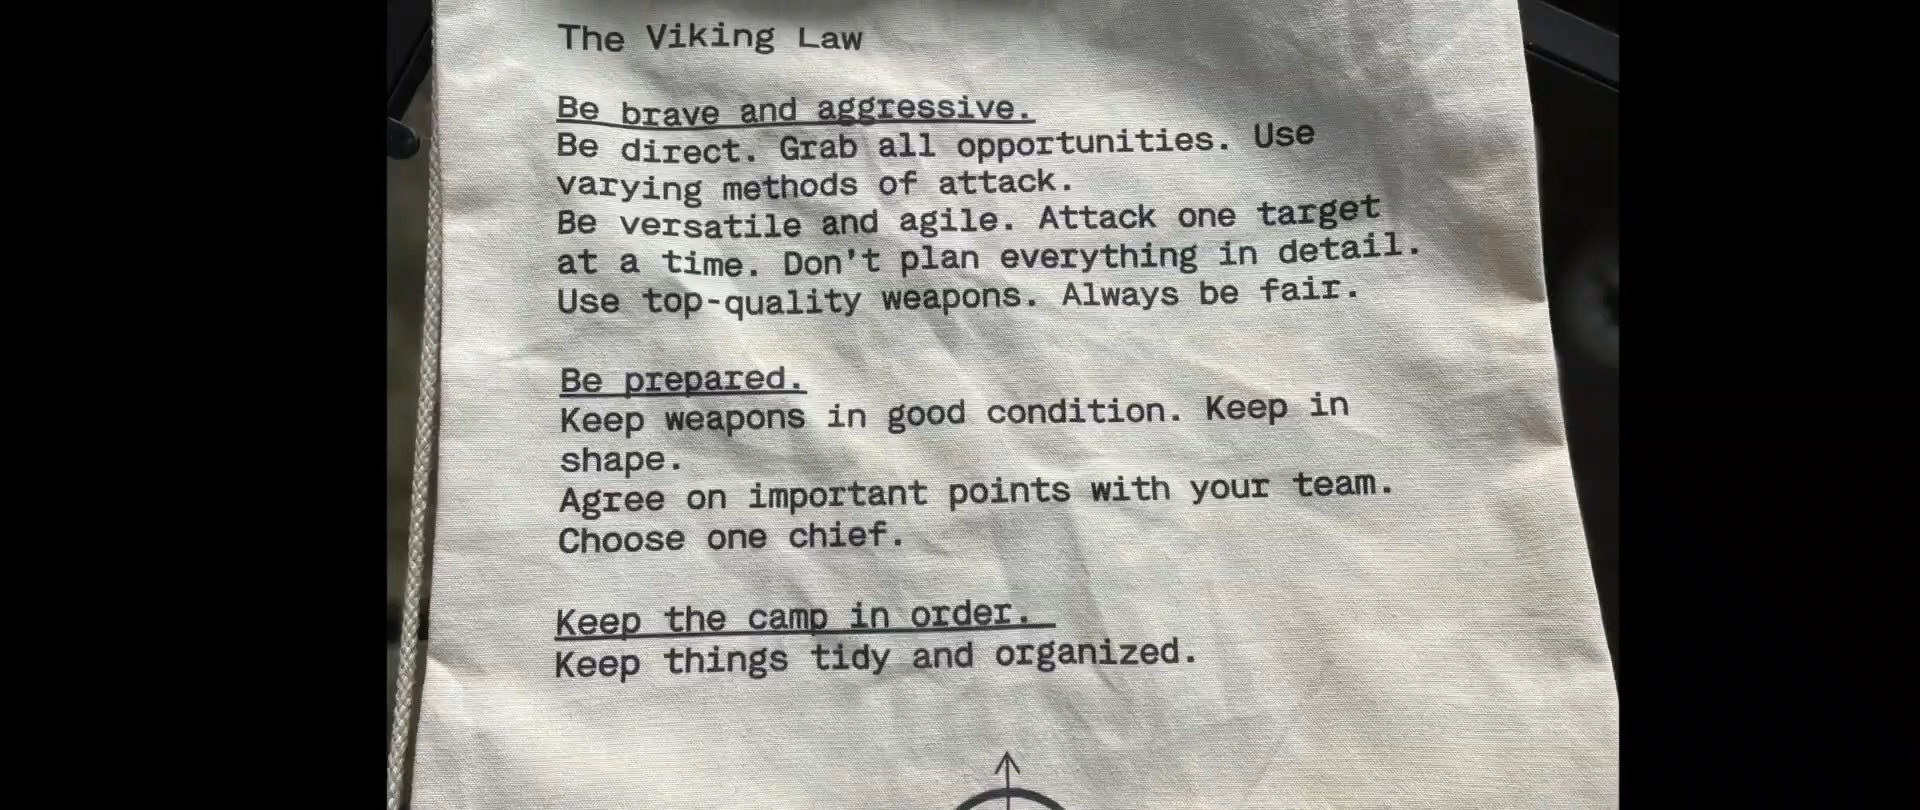 The Viking Law
Be brave and aggressive.
Be direct. Grab all opportunities. Use
varying methods of attack.
Be versatile and agile. Attack one target
at a time. Don't plan everything in detail.
Use top-quality weapons. Always be fair.
Be prepared.
Keep weapons in good condition. Keep in
shape.
Agree on important points with your team.
Choose one chief.
Keep the camp in order.
Keep things tidy and organized.